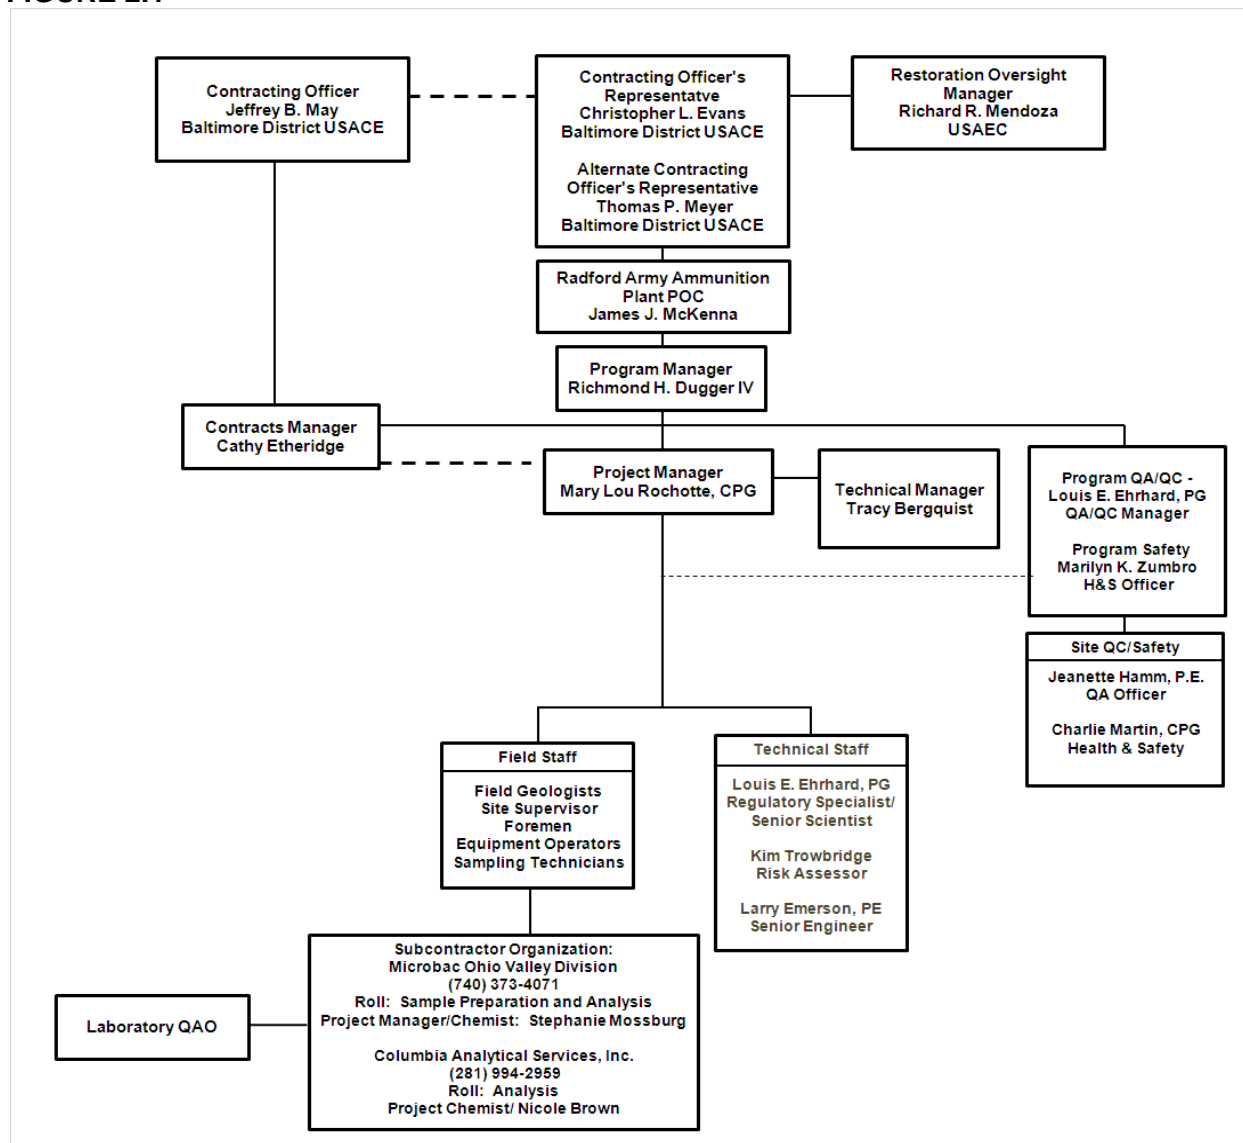 Contracting Officer
Jeffrey B. May
Baltimore District USACE
Contracting Officer's
Representatve
Christopher L. Evans
Baltimore District USACE
Alternate Contracting
Officer's Representative
Thomas P. Meyer
Baltimore District USACE
Restoration Oversight
Manager
Richard R. Mendoza
USAEC
Radford Army Ammunition
Plant POC
James J. McKenna
Program Manager
Richmond H. Dugger IV
Contracts Manager
Cathy Etheridge
Project Manager
Mary Lou Rochotte, CPG
Technical Manager
Tracy Bergquist
Program QA/QC -
Louis E. Ehrhard, PG
QA/QC Manager
Program Safety
Marilyn K. Zumbro
H&S Officer
Site QC/Safety
Jeanette Hamm, P.E.
QA Officer
Charlie Martin, CPG
Health & Safety
Field Staff
Field Geologists
Site Supervisor
Foremen
Equipment Operators
Sampling Technicians
Technical Staff
Louis E. Ehrhard, PG
Regulatory Specialist/
Senior Scientist
Kim Trowbridge
Risk Assessor
Larry Emerson, PE
Senior Engineer
Subcontractor Organization:
Microbac Ohio Valley Division
(740) 373-4071
Roll: Sample Preparation and Analysis
Project Manager/Chemist: Stephanie Mossburg
Columbia Analytical Services, Inc.
(281) 994-2959
Roll: Analysis
Project Chemist/ Nicole Brown
Laboratory QAO